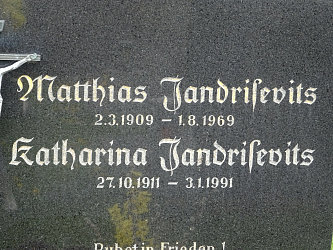 Matthias Jandriſevits
2.3.1909 – 1.8.1969
Katharina Jandriſevits
27.10.1911 – 3.1.1991
Ruhet in Frieden!